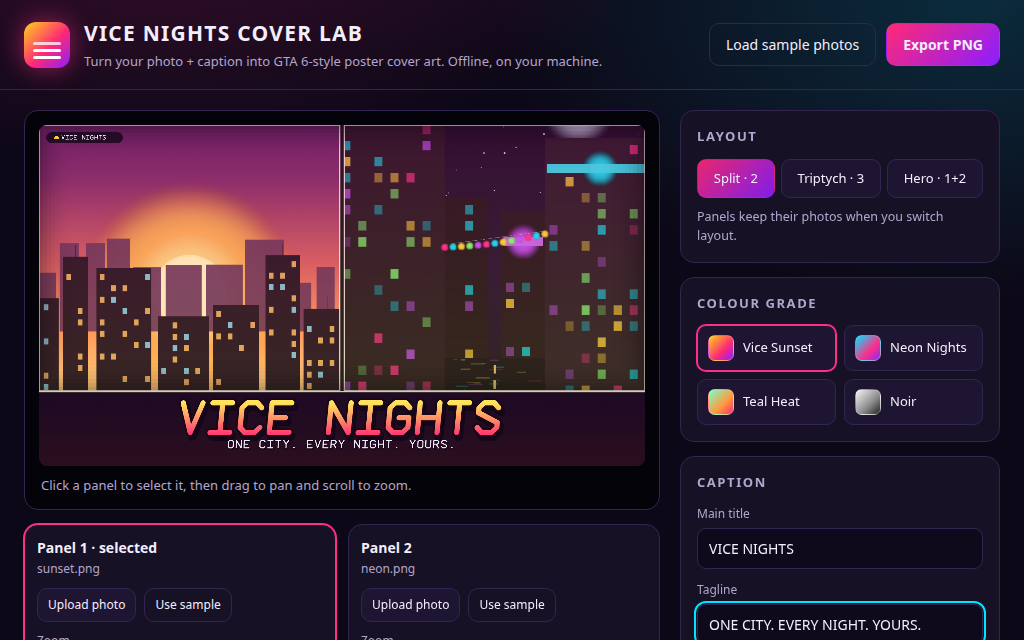 VICE NIGHTS COVER LAB
Turn your photo + caption into GTA 6-style poster cover art. Offline, on your machine.
Load sample photos
Export PNG
VICE NIGHTS
VICE NIGHTS
ONE CITY. EVERY NIGHT. YOURS.
Click a panel to select it, then drag to pan and scroll to zoom.
Panel 1 · selected
sunset.png
Upload photo
Use sample
Zoom
Panel 2
neon.png
Upload photo
Use sample
Zoom
LAYOUT
Split · 2
Triptych · 3
Hero · 1+2
Panels keep their photos when you switch
layout.
COLOUR GRADE
Vice Sunset
Neon Nights
Teal Heat
Noir
CAPTION
Main title
VICE NIGHTS
Tagline
ONE CITY. EVERY NIGHT. YOURS.